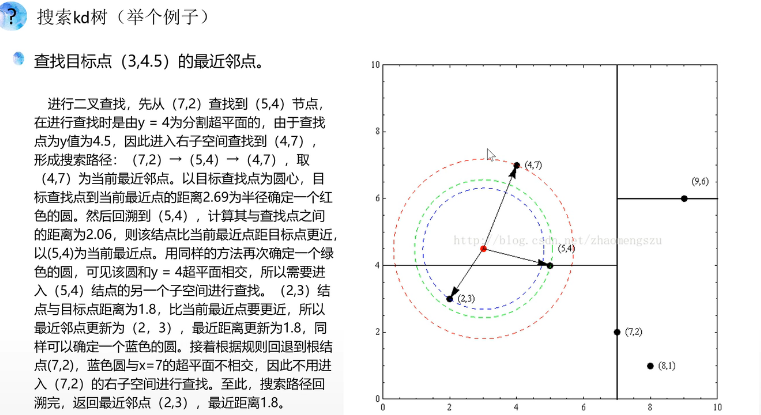 搜索kd树（举个例子）
查找目标点（3,4.5）的最近邻点。
进行二叉查找，先从（7,2）查找到（5,4）节点，
在进行查找时是由y = 4为分割超平面的，由于查找
点为y值为4.5，因此进入右子空间查找到（4,7），
形成搜索路径：（7,2）→（5,4）→（4,7），取
（4,7）为当前最近邻点。以目标查找点为圆心，目
标查找点到当前最近点的距离2.69为半径确定一个红
色的圆。然后回溯到（5,4），计算其与查找点之间
的距离为2.06，则该结点比当前最近点距目标点更近，
以(5,4)为当前最近点。用同样的方法再次确定一个绿
色的圆，可见该圆和y = 4超平面相交，所以需要进
入（5,4）结点的另一个子空间进行查找。（2,3）结
点与目标点距离为1.8，比当前最近点要更近，所以
最近邻点更新为（2，3），最近距离更新为1.8，同
样可以确定一个蓝色的圆。接着根据规则回退到根结
点(7,2)，蓝色圆与x=7的超平面不相交，因此不用进
入（7,2）的右子空间进行查找。至此，搜索路径回
溯完，返回最近邻点（2,3），最近距离1.8。
10
8
6
4
2
0
0
2
4
6
8
10
(4,7)
(9,6)
http://blog.csdn.net/zhaomengszu
(5,4)
(2,3)
(7,2)
(8,1)